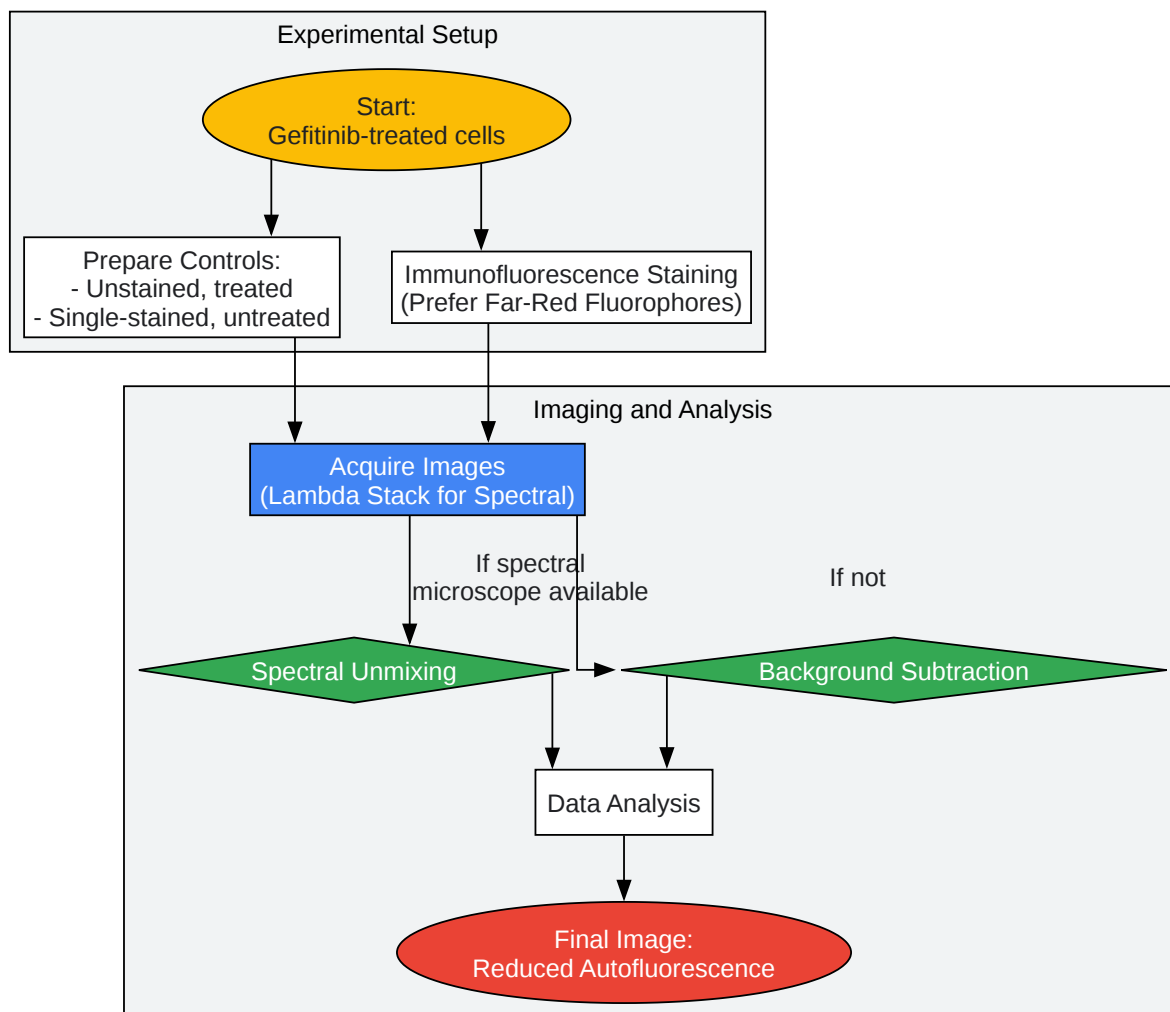 Experimental Setup
Start:
Gefitinib-treated cells
Prepare Controls:
- Unstained, treated
- Single-stained, untreated
Immunofluorescence Staining
(Prefer Far-Red Fluorophores)
Imaging and Analysis
Acquire Images
(Lambda Stack for Spectral)
If spectral
microscope available
If not
Spectral Unmixing
Background Subtraction
Data Analysis
Final Image:
Reduced Autofluorescence